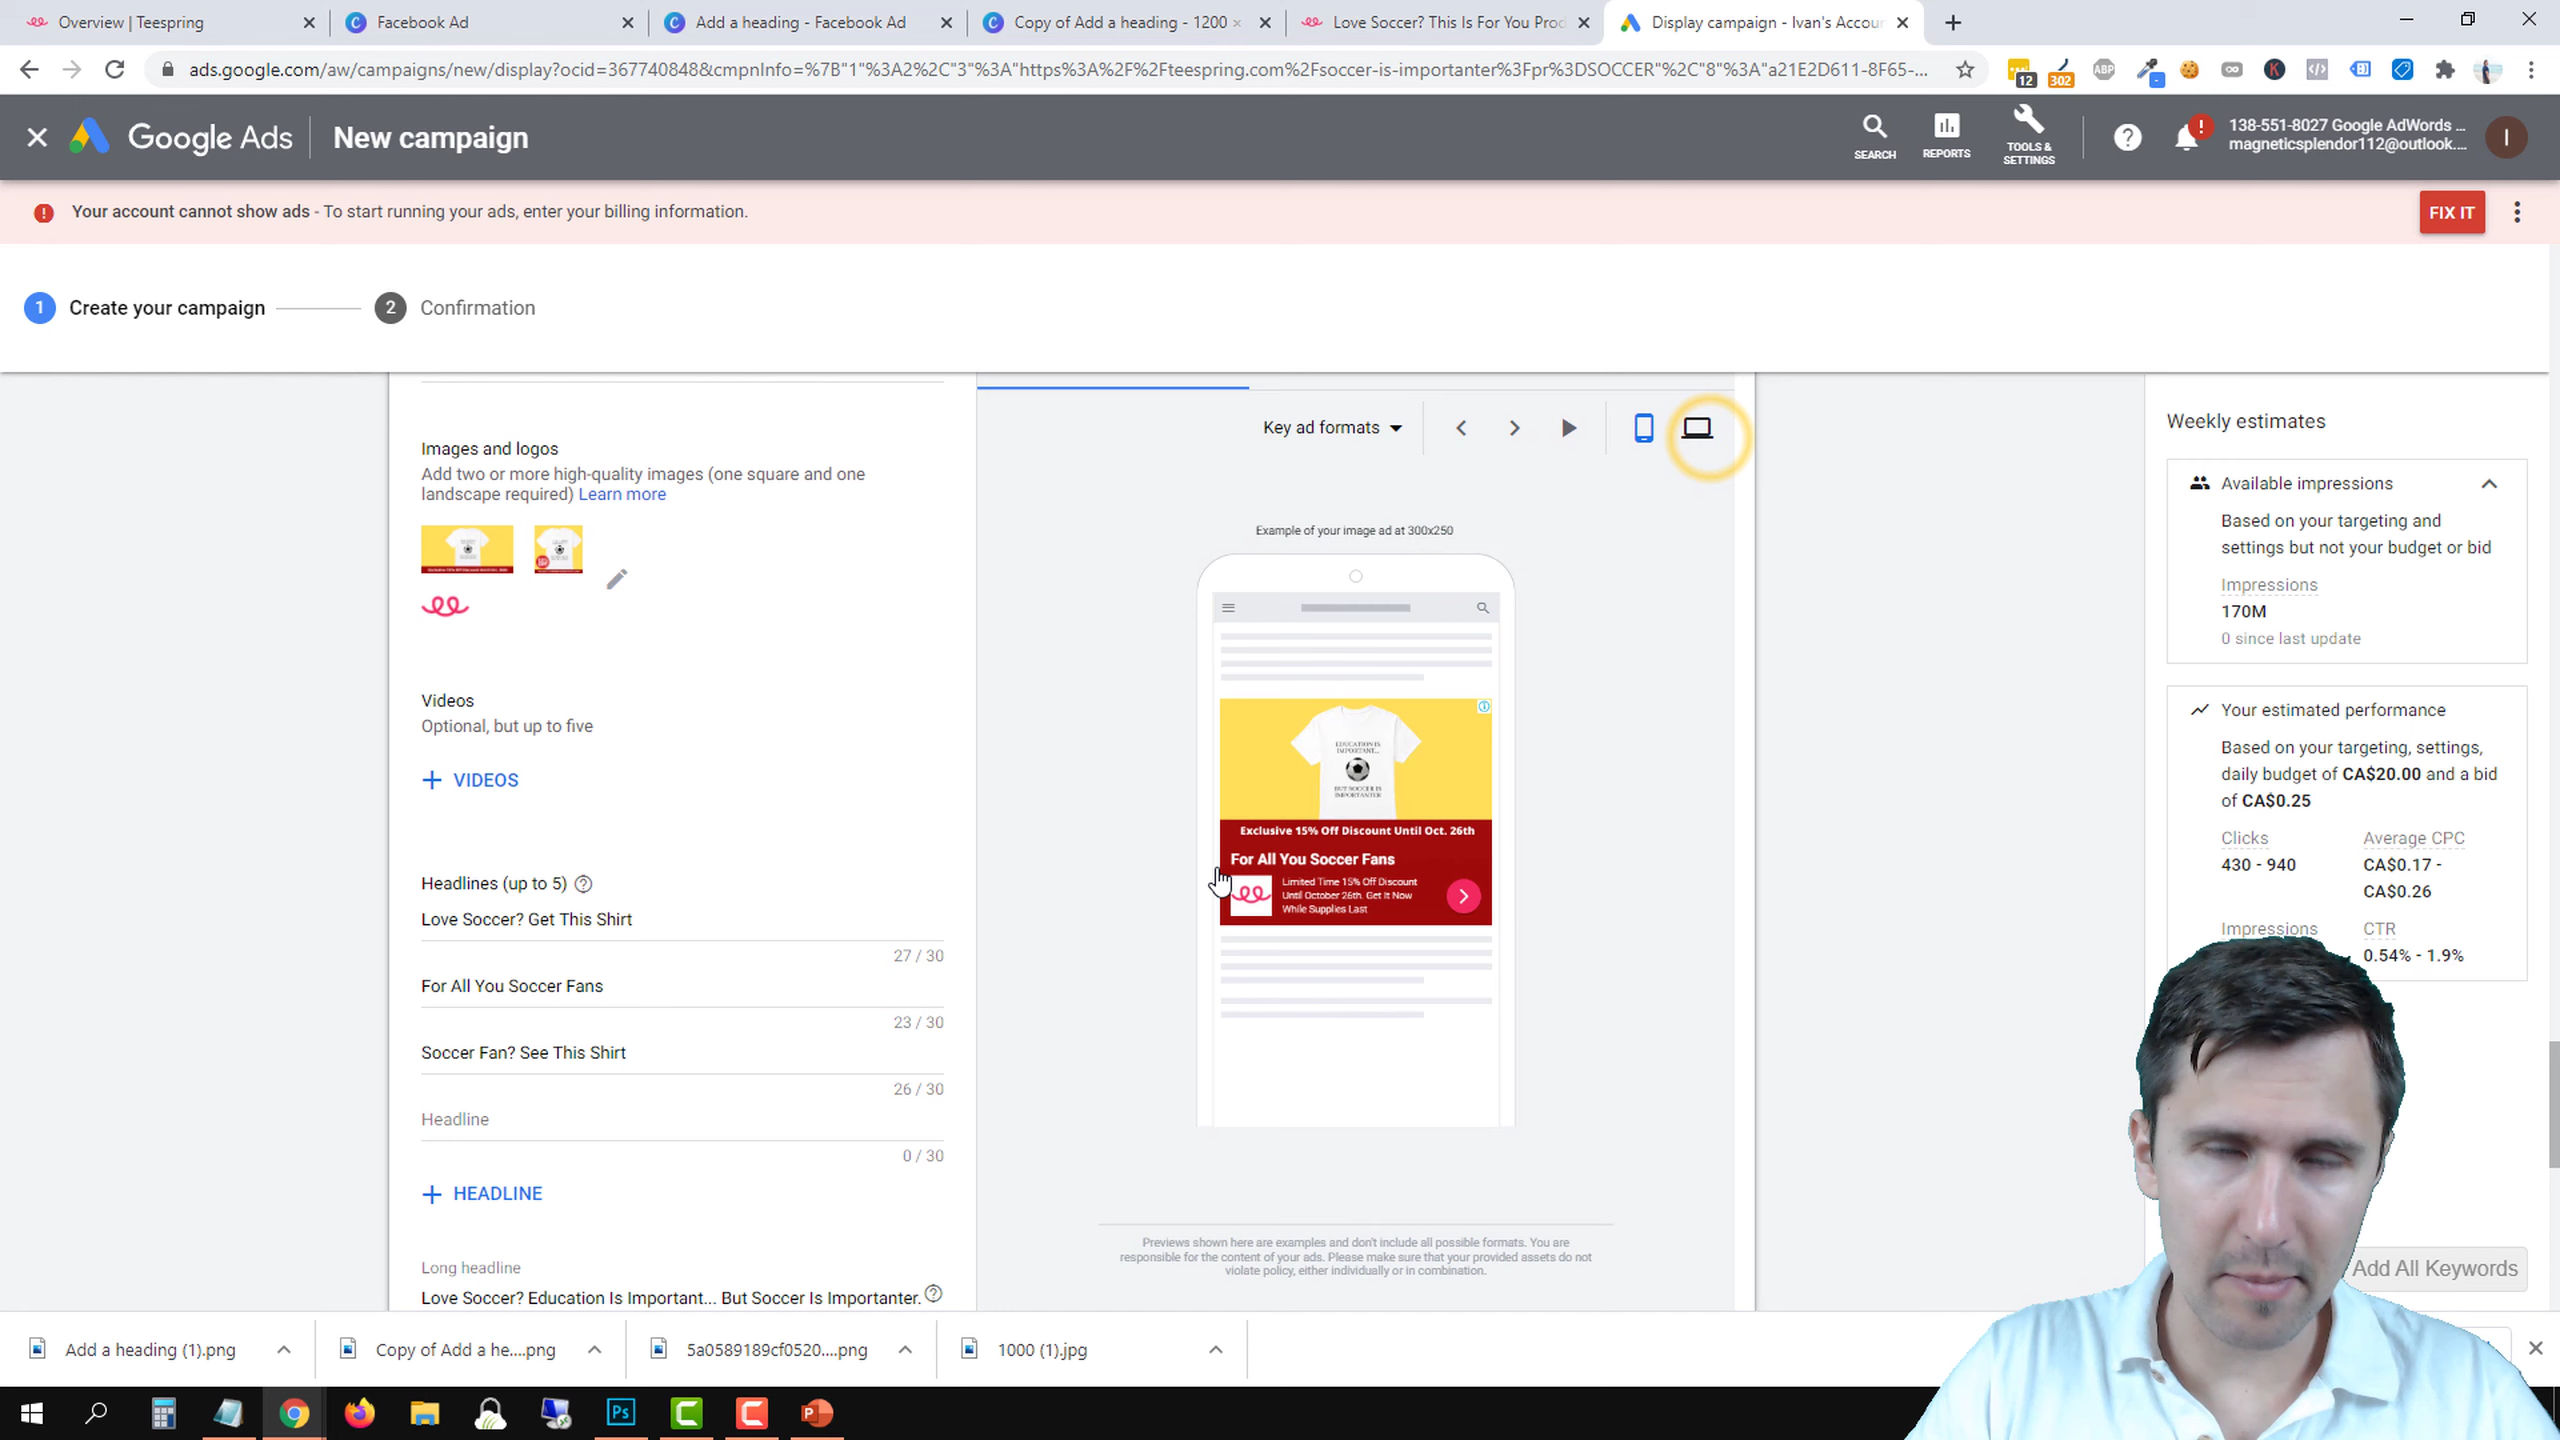 Overview | Teespring
Facebook Ad
Add a heading - Facebook Ad
Copy of Add a heading - 1200 ×
Love Soccer? This Is For You Prod
Display campaign - Ivan's Accou
ads.google.com/aw/campaigns/new/display?ocid=367740848&cmpnInfo=%7B"1"%3A2%2C"3"%3A"https%3A%2F%2Fteespring.com%2Fsoccer-is-importanter%3Fpr%3DSOCCER"%2C"8"%3A"a21E2D611-8F65-...
12
302
ABP
Google Ads
New campaign
SEARCH
REPORTS
TOOLS & SETTINGS
138-551-8027 Google AdWords ...
magneticsplendor112@outlook....
I
Your account cannot show ads - To start running your ads, enter your billing information.
FIX IT
1 Create your campaign
2 Confirmation
Images and logos
Add two or more high-quality images (one square and one
landscape required) Learn more
Videos
Optional, but up to five
+ VIDEOS
Headlines (up to 5)
Love Soccer? Get This Shirt
27 / 30
For All You Soccer Fans
23 / 30
Soccer Fan? See This Shirt
26 / 30
Headline
0 / 30
+ HEADLINE
Long headline
Love Soccer? Education Is Important... But Soccer Is Importanter.
Key ad formats
Example of your image ad at 300x250
EDUCATION IS
IMPORTANT...
BUT SOCCER IS
IMPORTANTER
Exclusive 15% Off Discount Until Oct. 26th
For All You Soccer Fans
Limited Time 15% Off Discount
Until October 26th. Get It Now
While Supplies Last
Previews shown here are examples and don't include all possible formats. You are
responsible for the content of your ads. Please make sure that your provided assets do not
violate policy, either individually or in combination.
Weekly estimates
Available impressions
Based on your targeting and
settings but not your budget or bid
Impressions
170M
0 since last update
Your estimated performance
Based on your targeting, settings,
daily budget of CA$20.00 and a bid
of CA$0.25
Clicks
430 - 940
Average CPC
CA$0.17 -
CA$0.26
Impressions
CTR
0.54% - 1.9%
Add All Keywords
Add a heading (1).png
Copy of Add a he....png
5a0589189cf0520....png
1000 (1).jpg